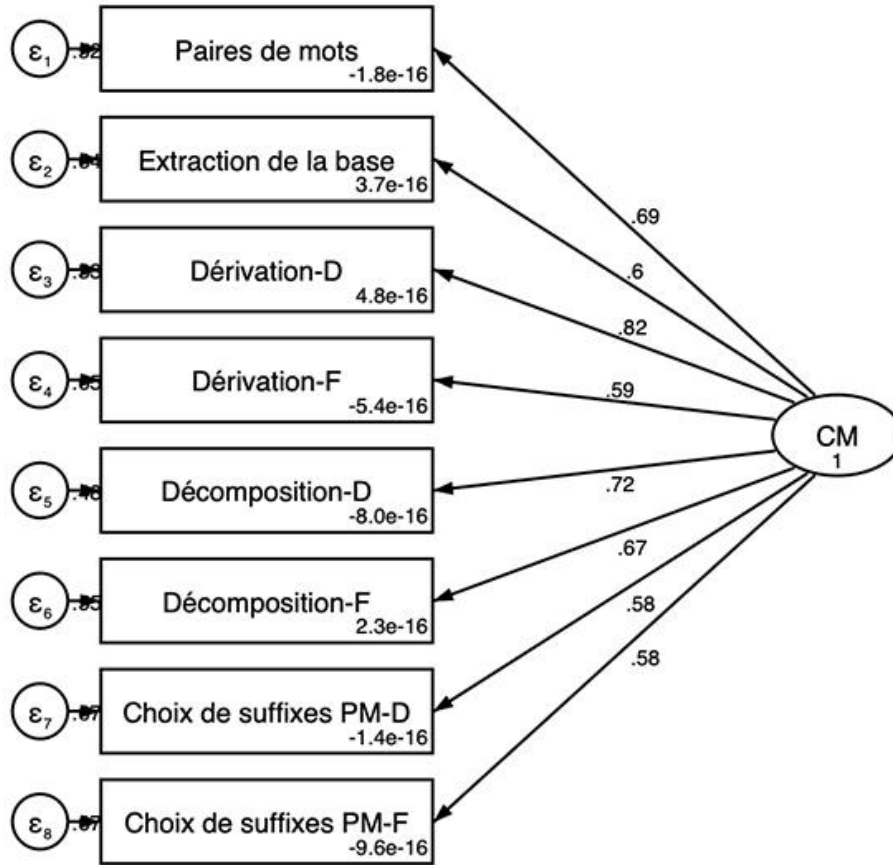 ε1
Paires de mots
-1.8e-16
ε2
Extraction de la base
3.7e-16
ε3
Dérivation-D
4.8e-16
ε4
Dérivation-F
-5.4e-16
ε5
Décomposition-D
-8.0e-16
ε6
Décomposition-F
2.3e-16
ε7
Choix de suffixes PM-D
-1.4e-16
ε8
Choix de suffixes PM-F
-9.6e-16
.69
.6
.82
.59
.72
.67
.58
.58
CM
1